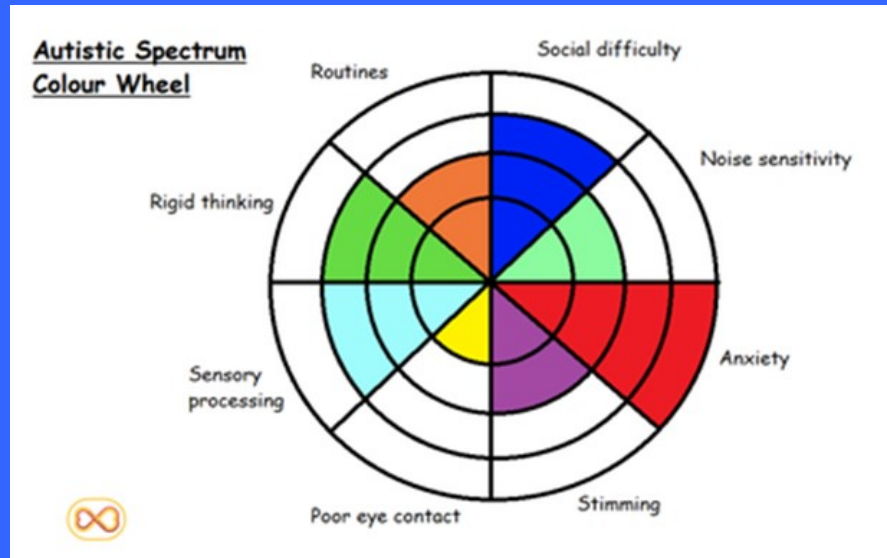 Autistic Spectrum
Colour Wheel
Social difficulty
Routines
Noise sensitivity
Rigid thinking
Anxiety
Sensory
processing
Stimming
Poor eye contact